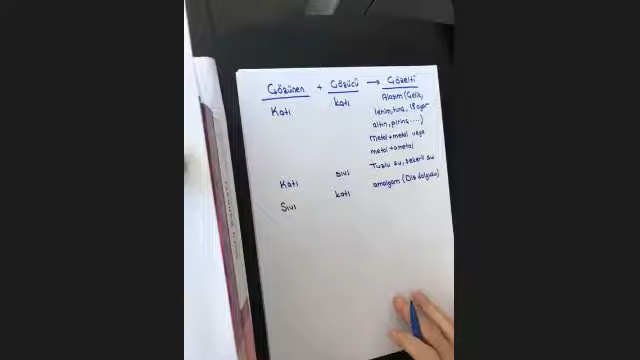 Çözünen + Çözücü → Çözelti
Katı katı Alaşım (Çelik,
lehim, tunç, 18 ayar
altın, pirinç ....)
Metal + metal veya
metal + ametal
Katı sıvı Tuzlu su, şekerli su
Sıvı katı amalgam (Diş dolgusu)